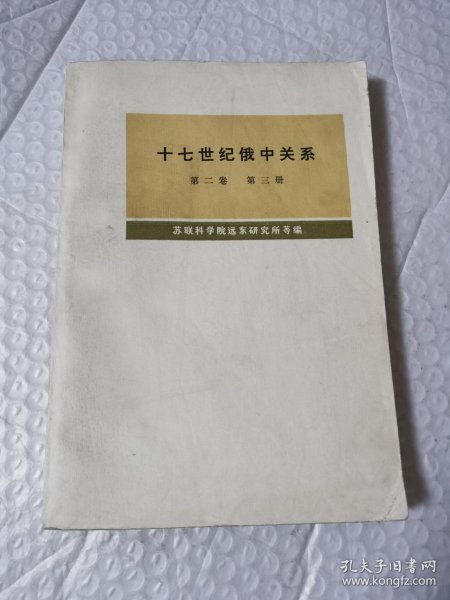 十七世纪俄中关系
第二卷 第三册
苏联科学院远东研究所等编
孔夫子旧书网
www.kongfz.com